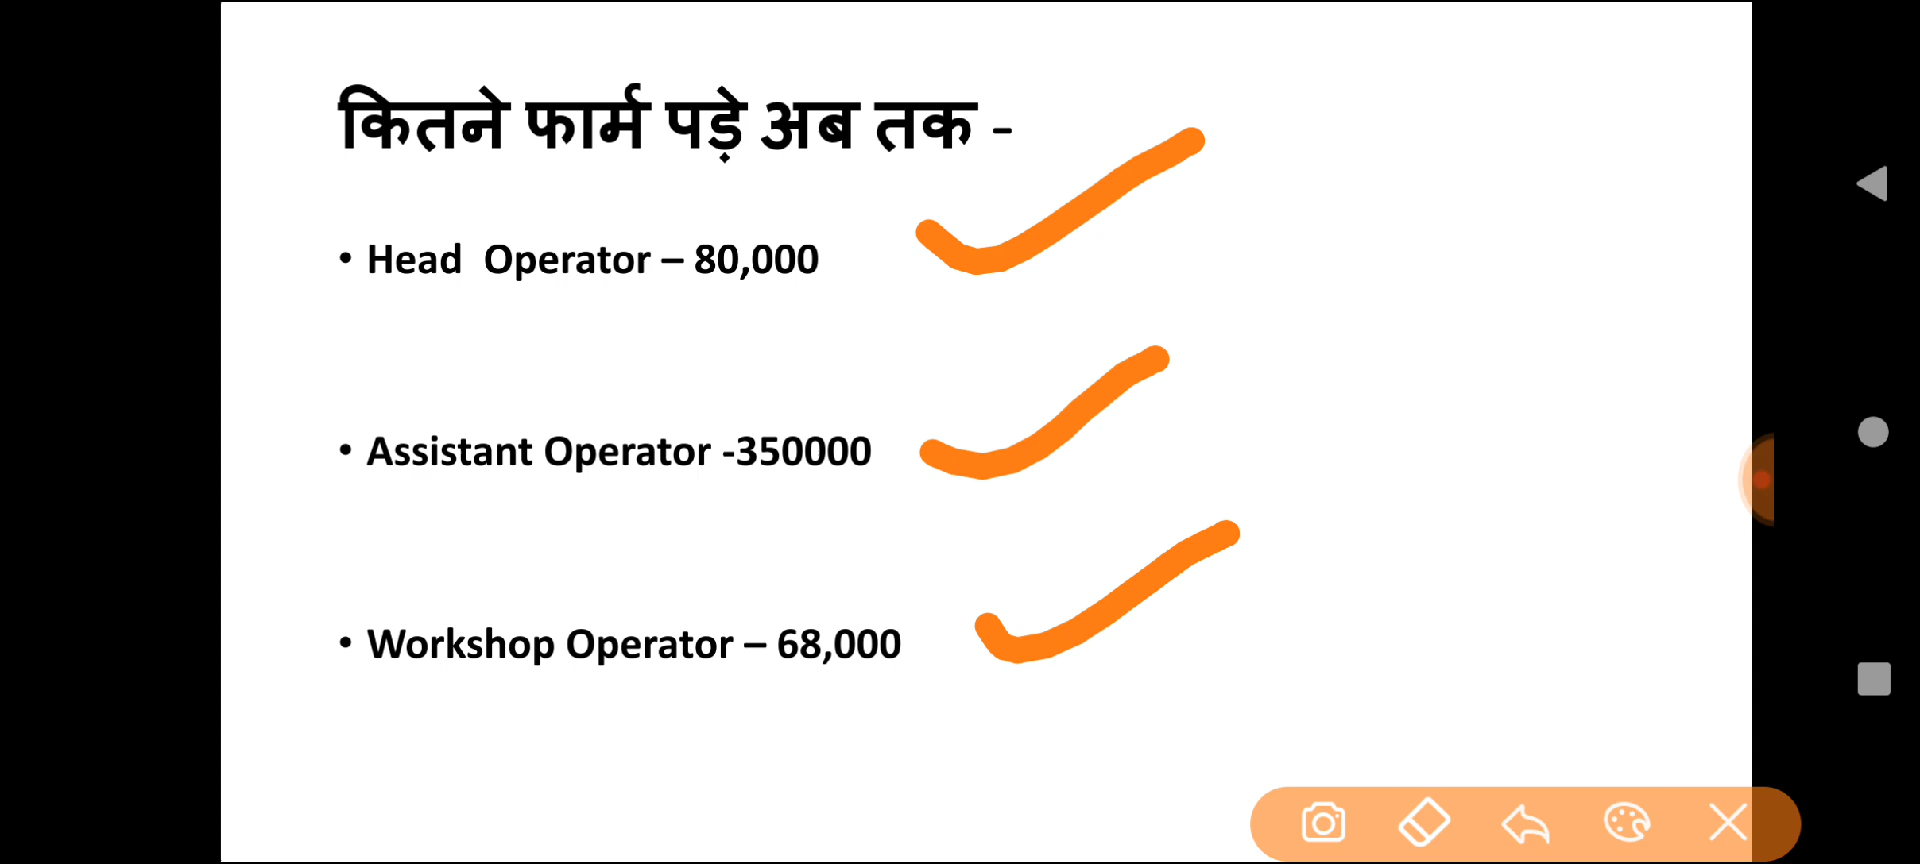 कितने फार्म पड़े अब तक -
• Head  Operator – 80,000
• Assistant Operator -350000
• Workshop Operator – 68,000